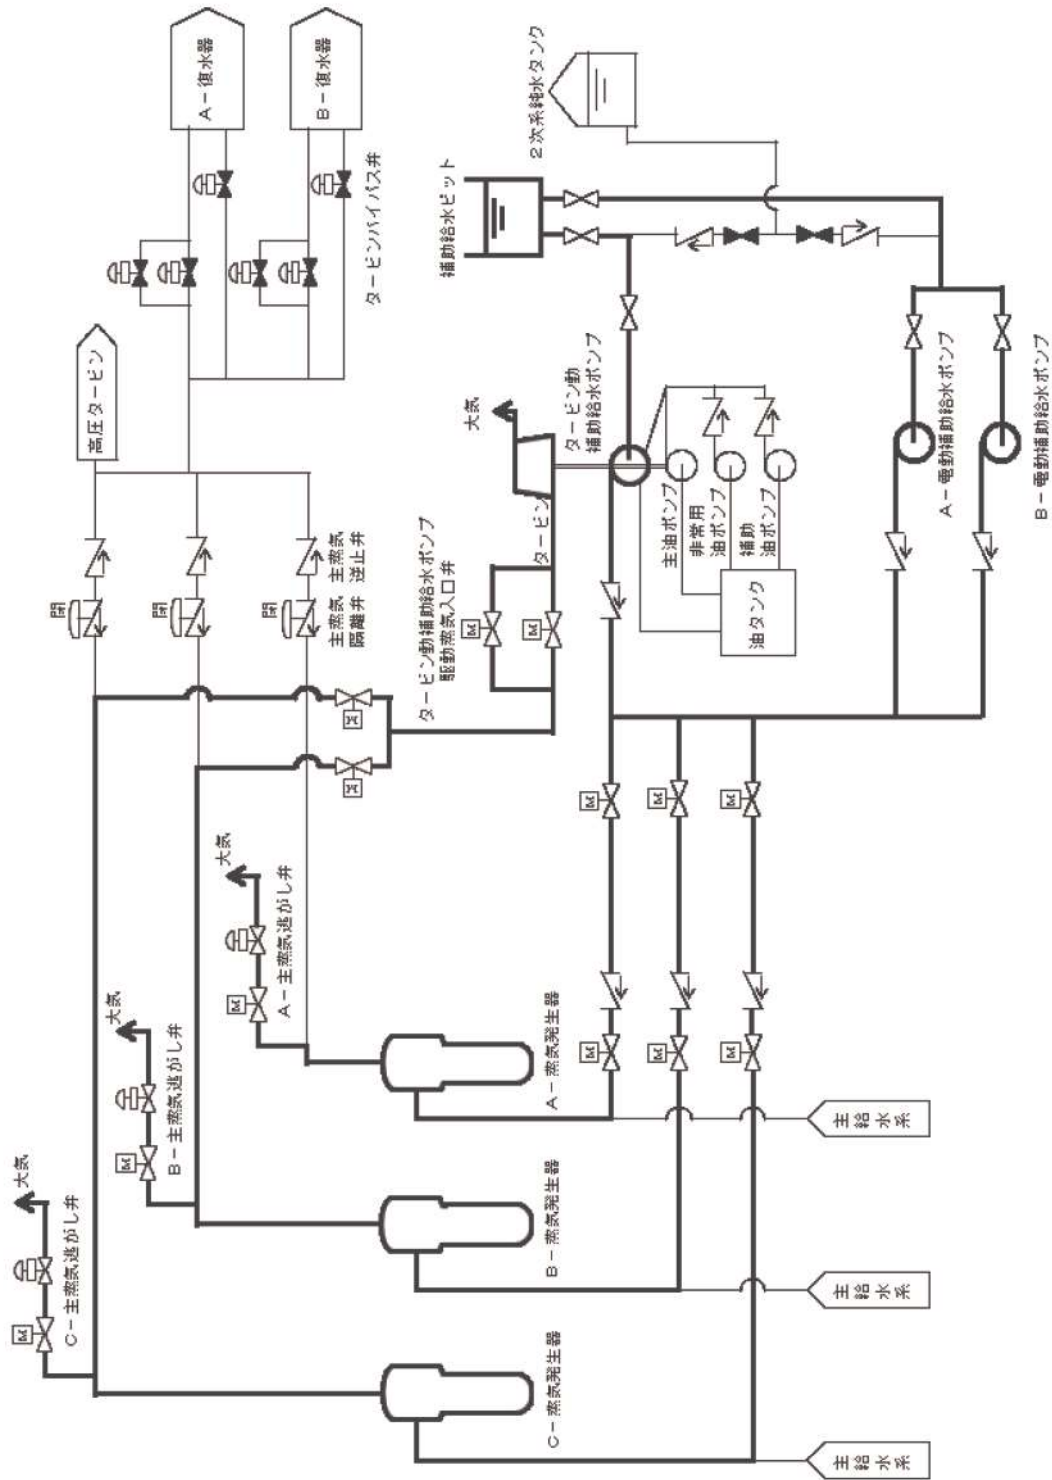 A－復水器
B－復水器
タービンバイパス弁
2次系純水タンク
補助給水ピット
高圧タービン
大気
タービン動
補助給水ポンプ
A－電動補助給水ポンプ
B－電動補助給水ポンプ
主蒸気
逆止弁
主蒸気
隔離弁
閉
閉
閉
タービン動補助給水ポンプ
駆動蒸気入口弁
タービン
主油ポンプ
非常用
油ポンプ
補助
油ポンプ
油タンク
M
M
M
M
M
M
M
大気
A－主蒸気逃がし弁
M
大気
B－主蒸気逃がし弁
M
大気
C－主蒸気逃がし弁
M
A－蒸気発生器
B－蒸気発生器
C－蒸気発生器
M
M
M
主給水系
主給水系
主給水系